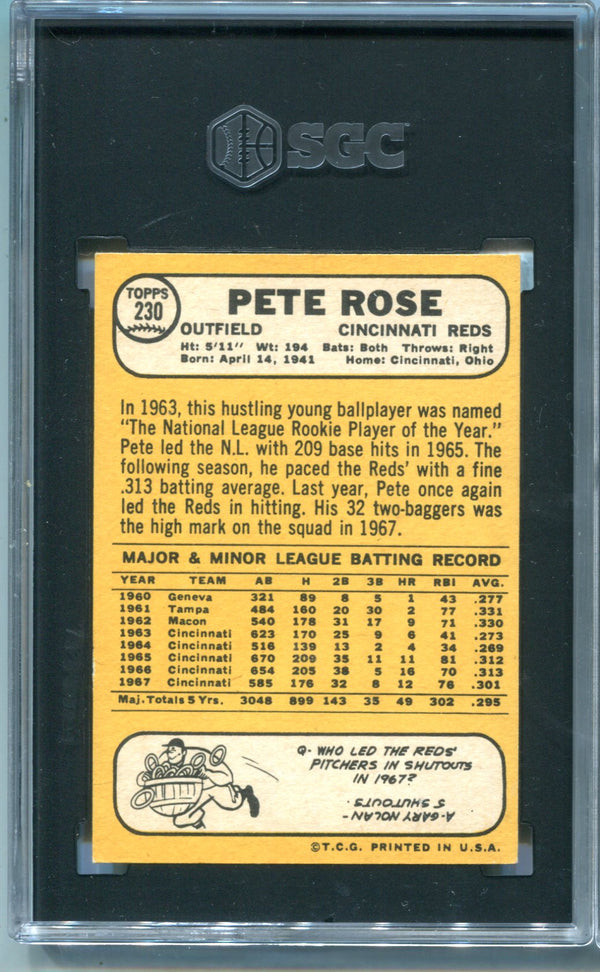 SGC
TOPPS
230
PETE ROSE
OUTFIELD CINCINNATI REDS
Ht: 5'11" Wt: 194 Bats: Both Throws: Right
Born: April 14, 1941 Home: Cincinnati, Ohio
In 1963, this hustling young ballplayer was named
"The National League Rookie Player of the Year."
Pete led the N.L. with 209 base hits in 1965. The
following season, he paced the Reds' with a fine
.313 batting average. Last year, Pete once again
led the Reds in hitting. His 32 two-baggers was
the high mark on the squad in 1967.
MAJOR & MINOR LEAGUE BATTING RECORD
YEAR TEAM AB H 2B 3B HR RBI AVG.
1960 Geneva 321 89 8 5 1 43 .277
1961 Tampa 484 160 20 30 2 77 .331
1962 Macon 540 178 31 17 9 71 .330
1963 Cincinnati 623 170 25 9 6 41 .273
1964 Cincinnati 516 139 13 2 4 34 .269
1965 Cincinnati 670 209 35 11 11 81 .312
1966 Cincinnati 654 205 38 5 16 70 .313
1967 Cincinnati 585 176 32 8 12 76 .301
Maj. Totals 5 Yrs. 3048 899 143 35 49 302 .295
Q- WHO LED THE REDS'
PITCHERS IN SHUTOUTS
IN 1967?
A-GARY NOLAN-
5 SHUTOUTS.
©T.C.G. PRINTED IN U.S.A.